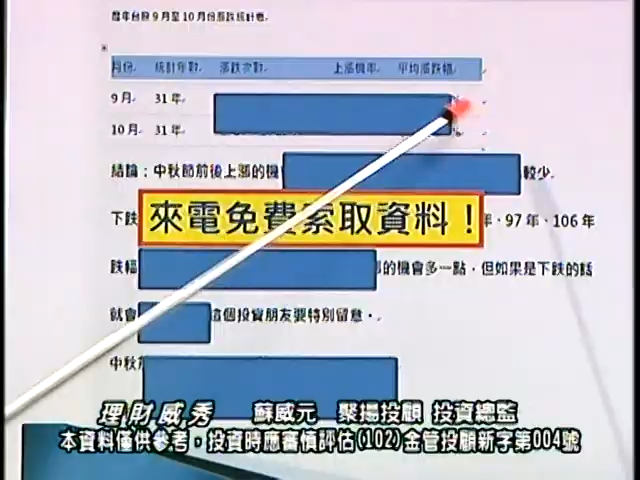 歷年台股9月至10月份漲跌統計表.
月份. 統計年數. 漲跌次數. 上漲機率. 平均漲跌幅.
9月. 31年.
10月. 31年.
結論：中秋節前後上漲的機 較少.
下跌 年、97年、106年
來電免費索取資料！
跌幅 的機會多一點，但如果是下跌的話
就會 這個投資朋友要特別留意。
中秋
理財威秀 蘇威元 聚揚投顧 投資總監
本資料僅供參考，投資時應審慎評估(102)金管投顧新字第004號